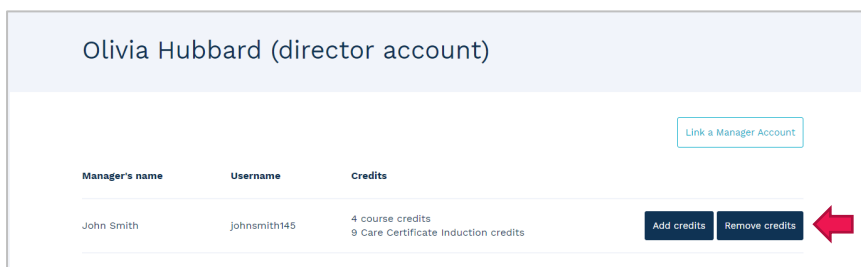 Olivia Hubbard (director account)
Link a Manager Account
Manager's name Username Credits
John Smith johnsmith145 4 course credits
9 Care Certificate Induction credits
Add credits Remove credits